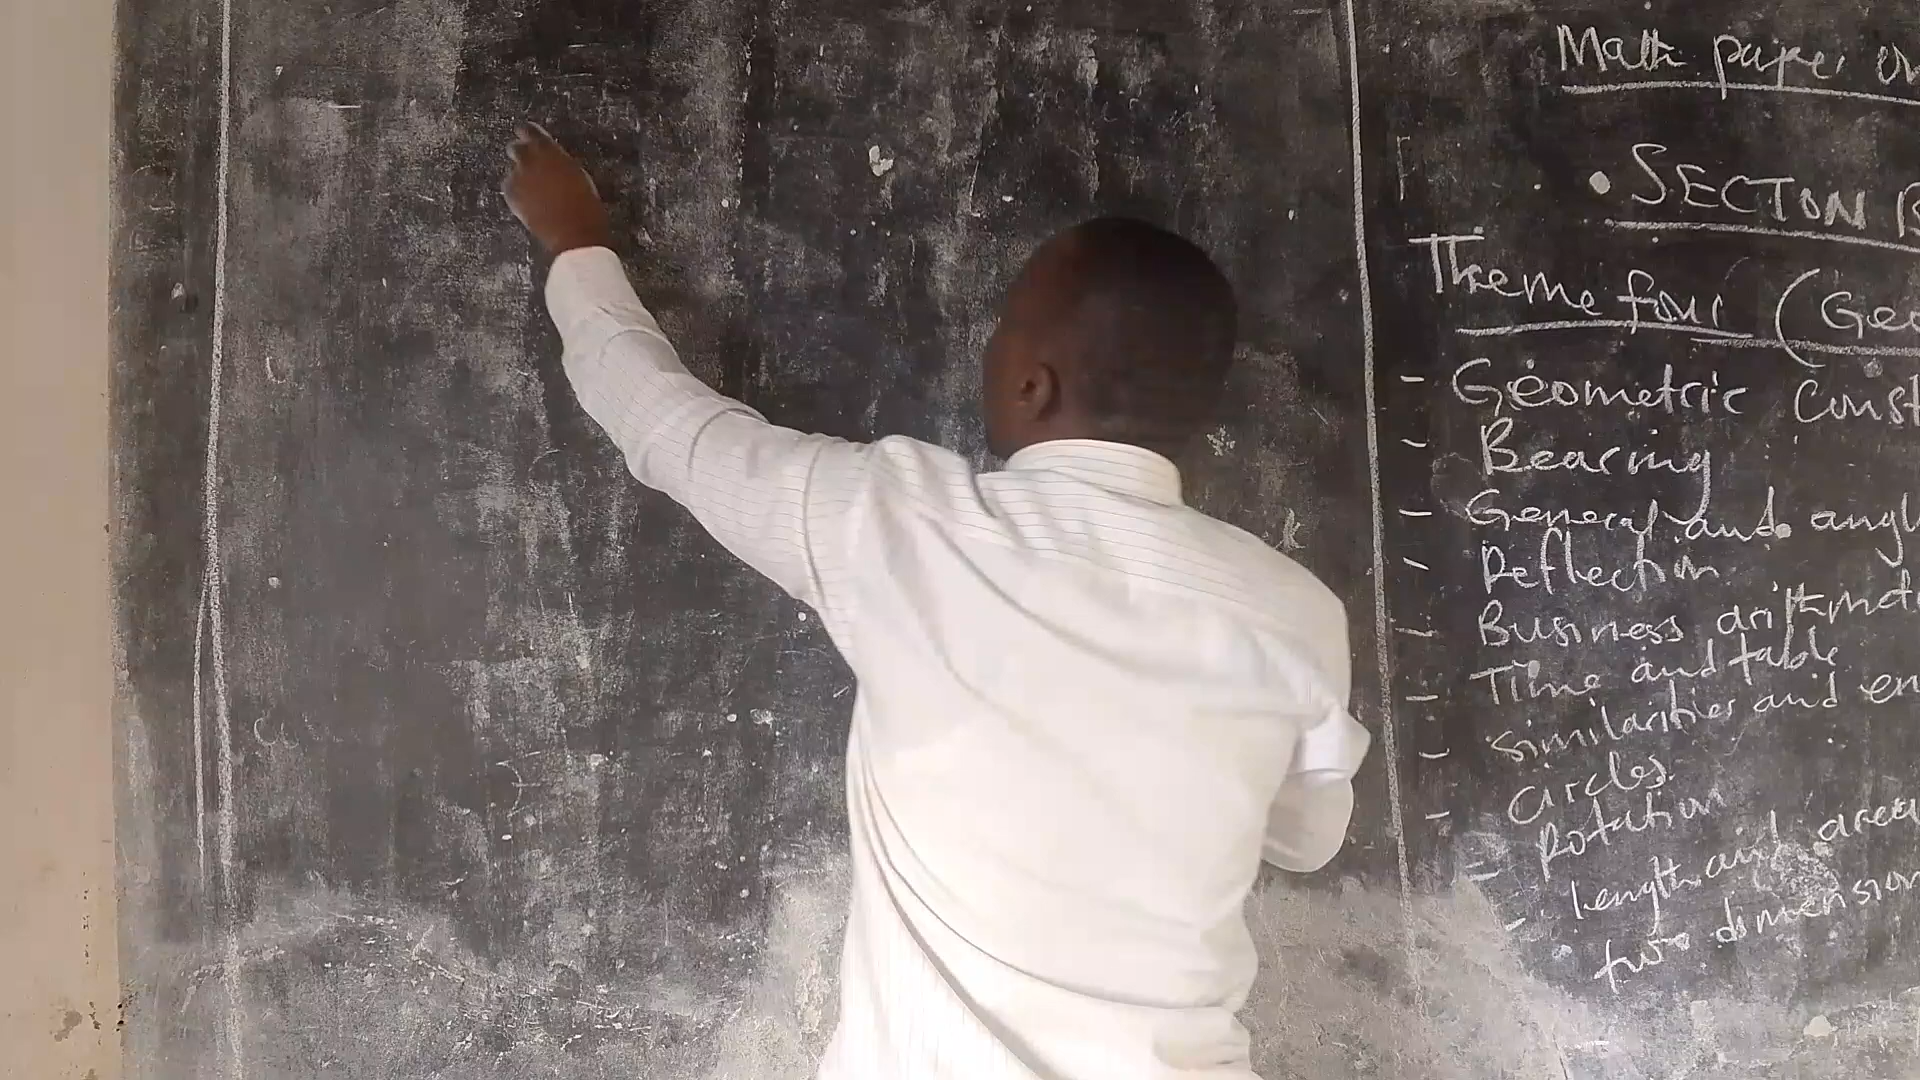 Math paper on
• SECTON B
Theme four (Geo
- Geometric Const
- Bearing
- General and angl
- Reflection
- Business arithmet
- Time and table
- Similarities and en
- Circles
- Rotation
- Length and area
two dimension